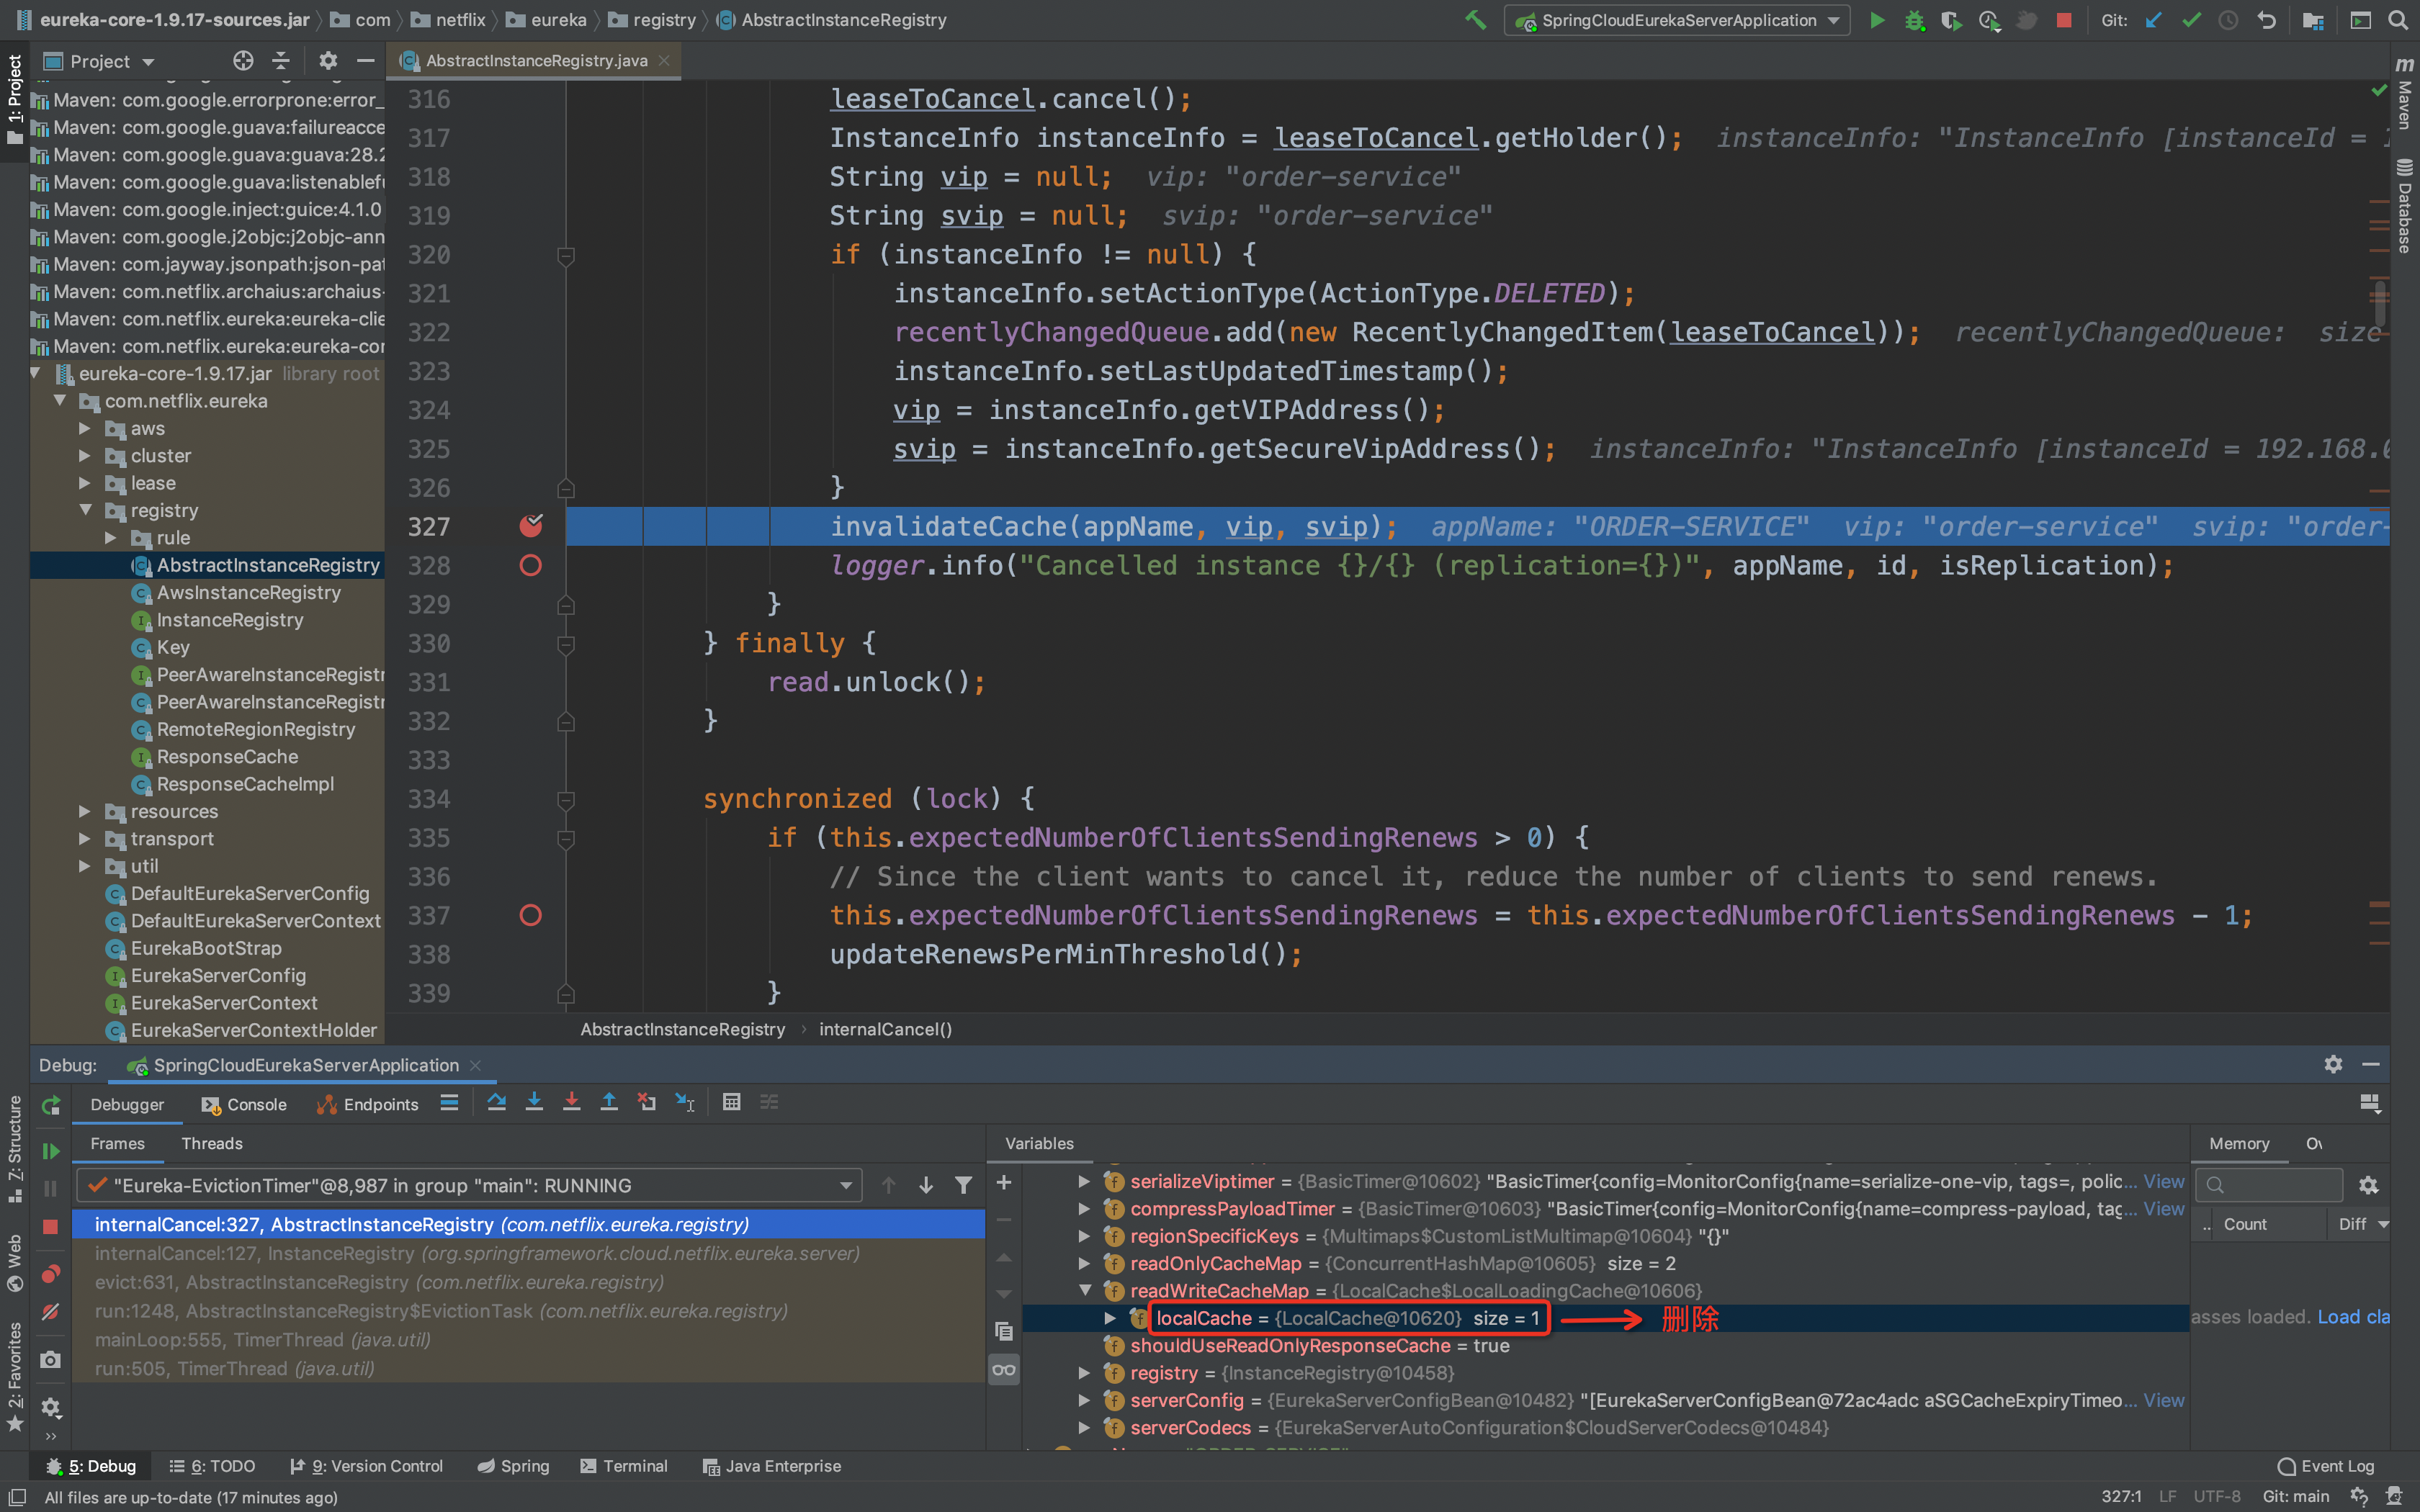 eureka-core-1.9.17-sources.jar com netflix eureka registry AbstractInstanceRegistry
SpringCloudEurekaServerApplication Git:
Project
AbstractInstanceRegistry.java
1: Project
Maven: com.google.errorprone:error_
Maven: com.google.guava:failureacce
Maven: com.google.guava:guava:28.2
Maven: com.google.guava:listenablefu
Maven: com.google.inject:guice:4.1.0
Maven: com.google.j2objc:j2objc-ann
Maven: com.jayway.jsonpath:json-pat
Maven: com.netflix.archaius:archaius-
Maven: com.netflix.eureka:eureka-clie
Maven: com.netflix.eureka:eureka-cor
eureka-core-1.9.17.jar library root
com.netflix.eureka
aws
cluster
lease
registry
rule
AbstractInstanceRegistry
AwsInstanceRegistry
InstanceRegistry
Key
PeerAwareInstanceRegistr
PeerAwareInstanceRegistr
RemoteRegionRegistry
ResponseCache
ResponseCacheImpl
resources
transport
util
DefaultEurekaServerConfig
DefaultEurekaServerContext
EurekaBootStrap
EurekaServerConfig
EurekaServerContext
EurekaServerContextHolder
316 leaseToCancel.cancel();
317 InstanceInfo instanceInfo = leaseToCancel.getHolder(); instanceInfo: "InstanceInfo [instanceId = 1
318 String vip = null; vip: "order-service"
319 String svip = null; svip: "order-service"
320 if (instanceInfo != null) {
321 instanceInfo.setActionType(ActionType.DELETED);
322 recentlyChangedQueue.add(new RecentlyChangedItem(leaseToCancel)); recentlyChangedQueue: size
323 instanceInfo.setLastUpdatedTimestamp();
324 vip = instanceInfo.getVIPAddress();
325 svip = instanceInfo.getSecureVipAddress(); instanceInfo: "InstanceInfo [instanceId = 192.168.0
326 }
327 invalidateCache(appName, vip, svip); appName: "ORDER-SERVICE" vip: "order-service" svip: "order-
328 logger.info("Cancelled instance {}/{} (replication={})", appName, id, isReplication);
329 }
330 } finally {
331 read.unlock();
332 }
333
334 synchronized (lock) {
335 if (this.expectedNumberOfClientsSendingRenews > 0) {
336 // Since the client wants to cancel it, reduce the number of clients to send renews.
337 this.expectedNumberOfClientsSendingRenews = this.expectedNumberOfClientsSendingRenews - 1;
338 updateRenewsPerMinThreshold();
339 }
AbstractInstanceRegistry › internalCancel()
Maven
Database
Debug: SpringCloudEurekaServerApplication
Debugger Console Endpoints
Frames Threads
"Eureka-EvictionTimer"@8,987 in group "main": RUNNING
internalCancel:327, AbstractInstanceRegistry (com.netflix.eureka.registry)
internalCancel:127, InstanceRegistry (org.springframework.cloud.netflix.eureka.server)
evict:631, AbstractInstanceRegistry (com.netflix.eureka.registry)
run:1248, AbstractInstanceRegistry$EvictionTask (com.netflix.eureka.registry)
mainLoop:555, TimerThread (java.util)
run:505, TimerThread (java.util)
Variables
serializeViptimer = {BasicTimer@10602} "BasicTimer{config=MonitorConfig{name=serialize-one-vip, tags=, polic... View
compressPayloadTimer = {BasicTimer@10603} "BasicTimer{config=MonitorConfig{name=compress-payload, tag... View
regionSpecificKeys = {Multimaps$CustomListMultimap@10604} "{}"
readOnlyCacheMap = {ConcurrentHashMap@10605} size = 2
readWriteCacheMap = {LocalCache$LocalLoadingCache@10606}
localCache = {LocalCache@10620} size = 1 删除
shouldUseReadOnlyResponseCache = true
registry = {InstanceRegistry@10458}
serverConfig = {EurekaServerConfigBean@10482} "[EurekaServerConfigBean@72ac4adc aSGCacheExpiryTimeo... View
serverCodecs = {EurekaServerAutoConfiguration$CloudServerCodecs@10484}
Memory
.. Count Diff
asses loaded. Load cla
Z: Structure
Web
2: Favorites
5: Debug 6: TODO 9: Version Control Spring Terminal Java Enterprise Event Log
All files are up-to-date (17 minutes ago) 327:1 LF UTF-8 Git: main